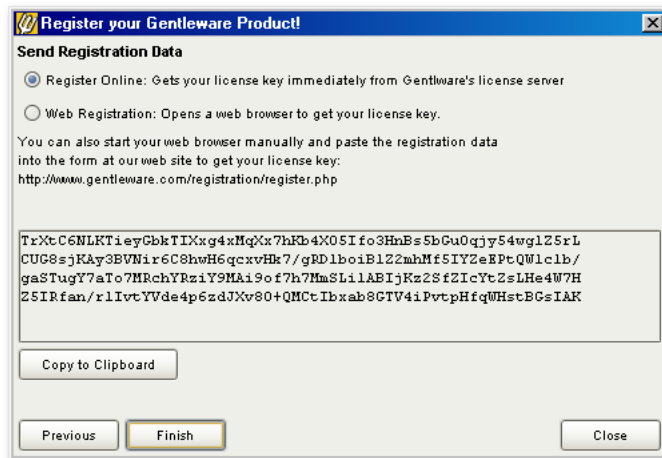 Register your Gentleware Product!
Send Registration Data
Register Online: Gets your license key immediately from Gentlware's license server
Web Registration: Opens a web browser to get your license key.
You can also start your web browser manually and paste the registration data
into the form at our web site to get your license key:
http://www.gentleware.com/registration/register.php
TrXtC6NLKTieyGbkTIXxg4xMqXx7hKb4XO5Ifo3HnBs5bGu0qjy54wglZ5rL
CUG8sjKAy3BVNir6C8hwH6qcxvHk7/gRDlboiBlZ2mhMf5IYZeEPtQWlclb/
gaSTugY7aTo7MRchYRziY9MAi9of7h7MmSLilABIjKz2SfZIcYtZsLHe4W7H
Z5IRfan/rlIvtYVde4p6zdJXv8O+QMCtIbxab8GTV4iPvtpHfqWHstBGsIAK
Copy to Clipboard
Previous
Finish
Close